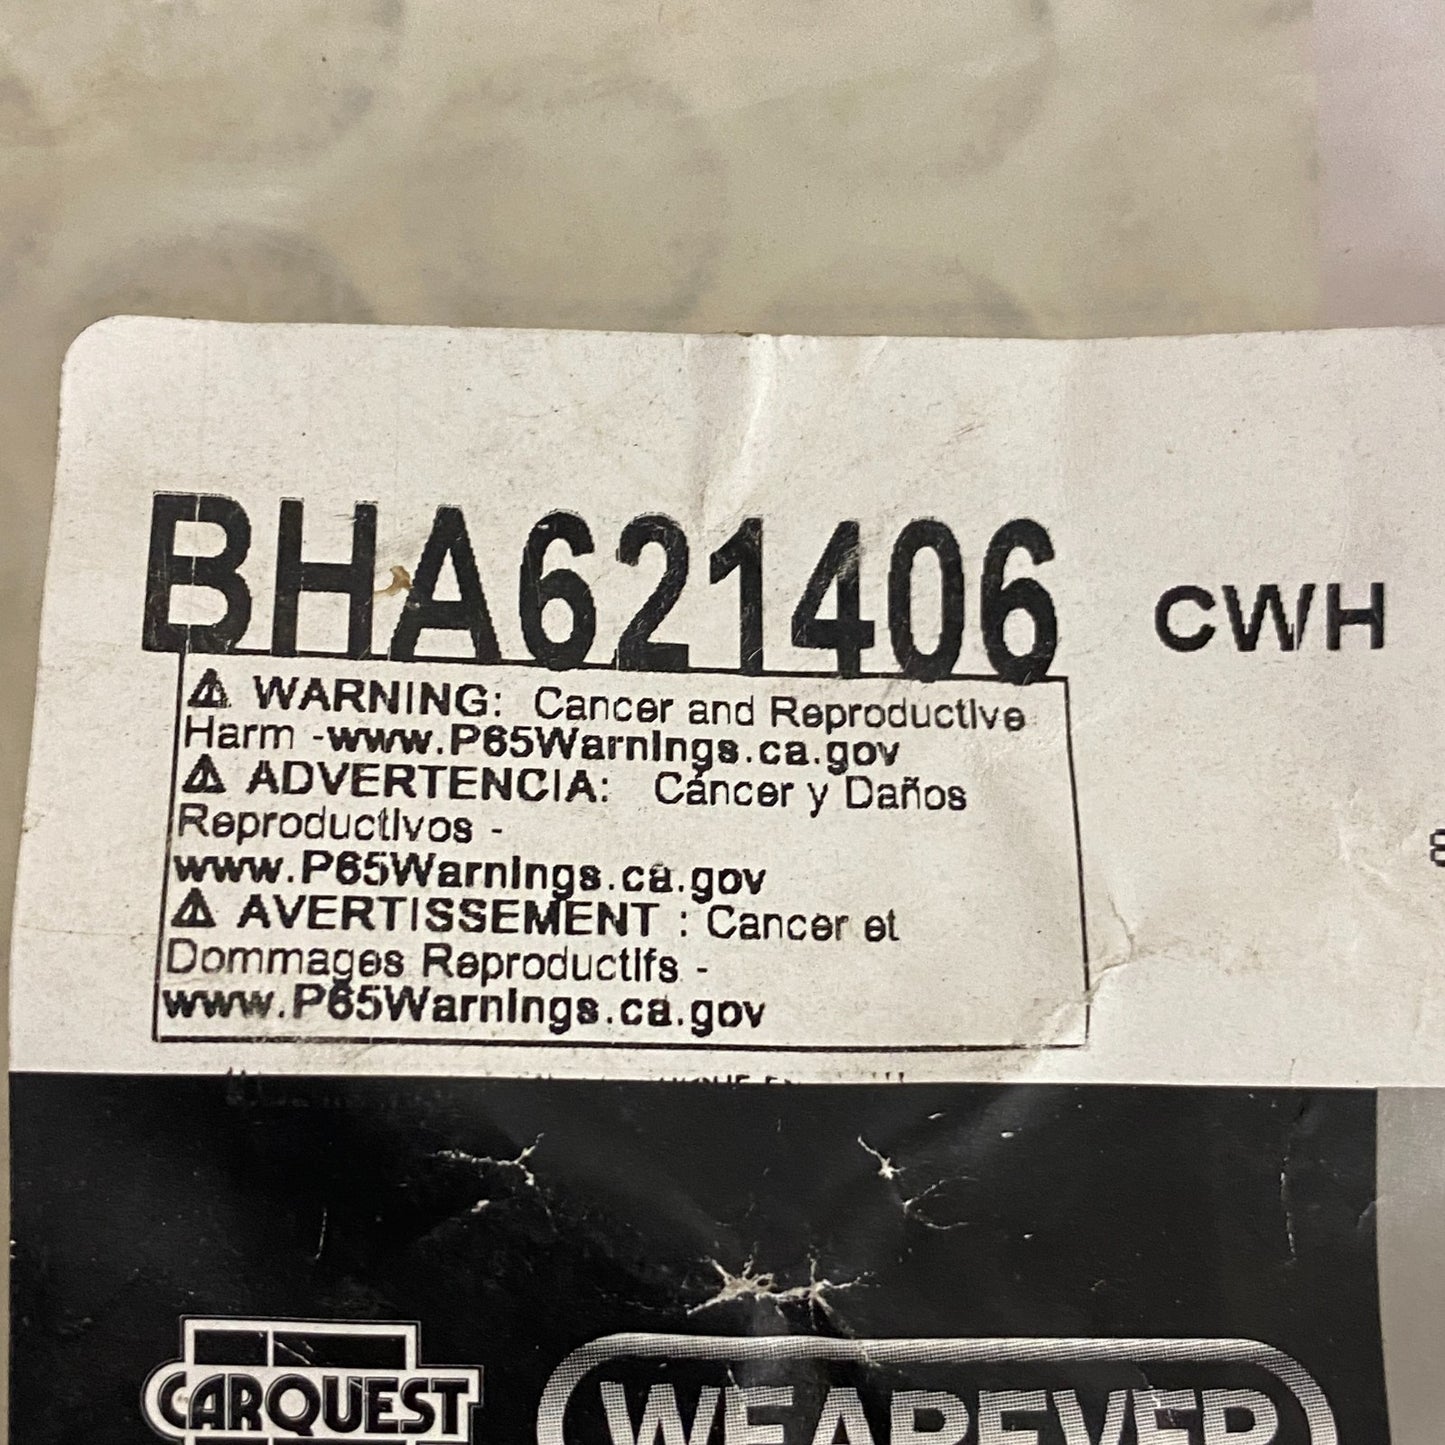 BHA621406 CWH
⚠ WARNING: Cancer and Reproductive
Harm -www.P65Warnings.ca.gov
⚠ ADVERTENCIA: Cáncer y Daños
Reproductivos -
www.P65Warnings.ca.gov
⚠ AVERTISSEMENT : Cancer et
Dommages Reproductifs -
www.P65Warnings.ca.gov
CARQUEST WEAREVER